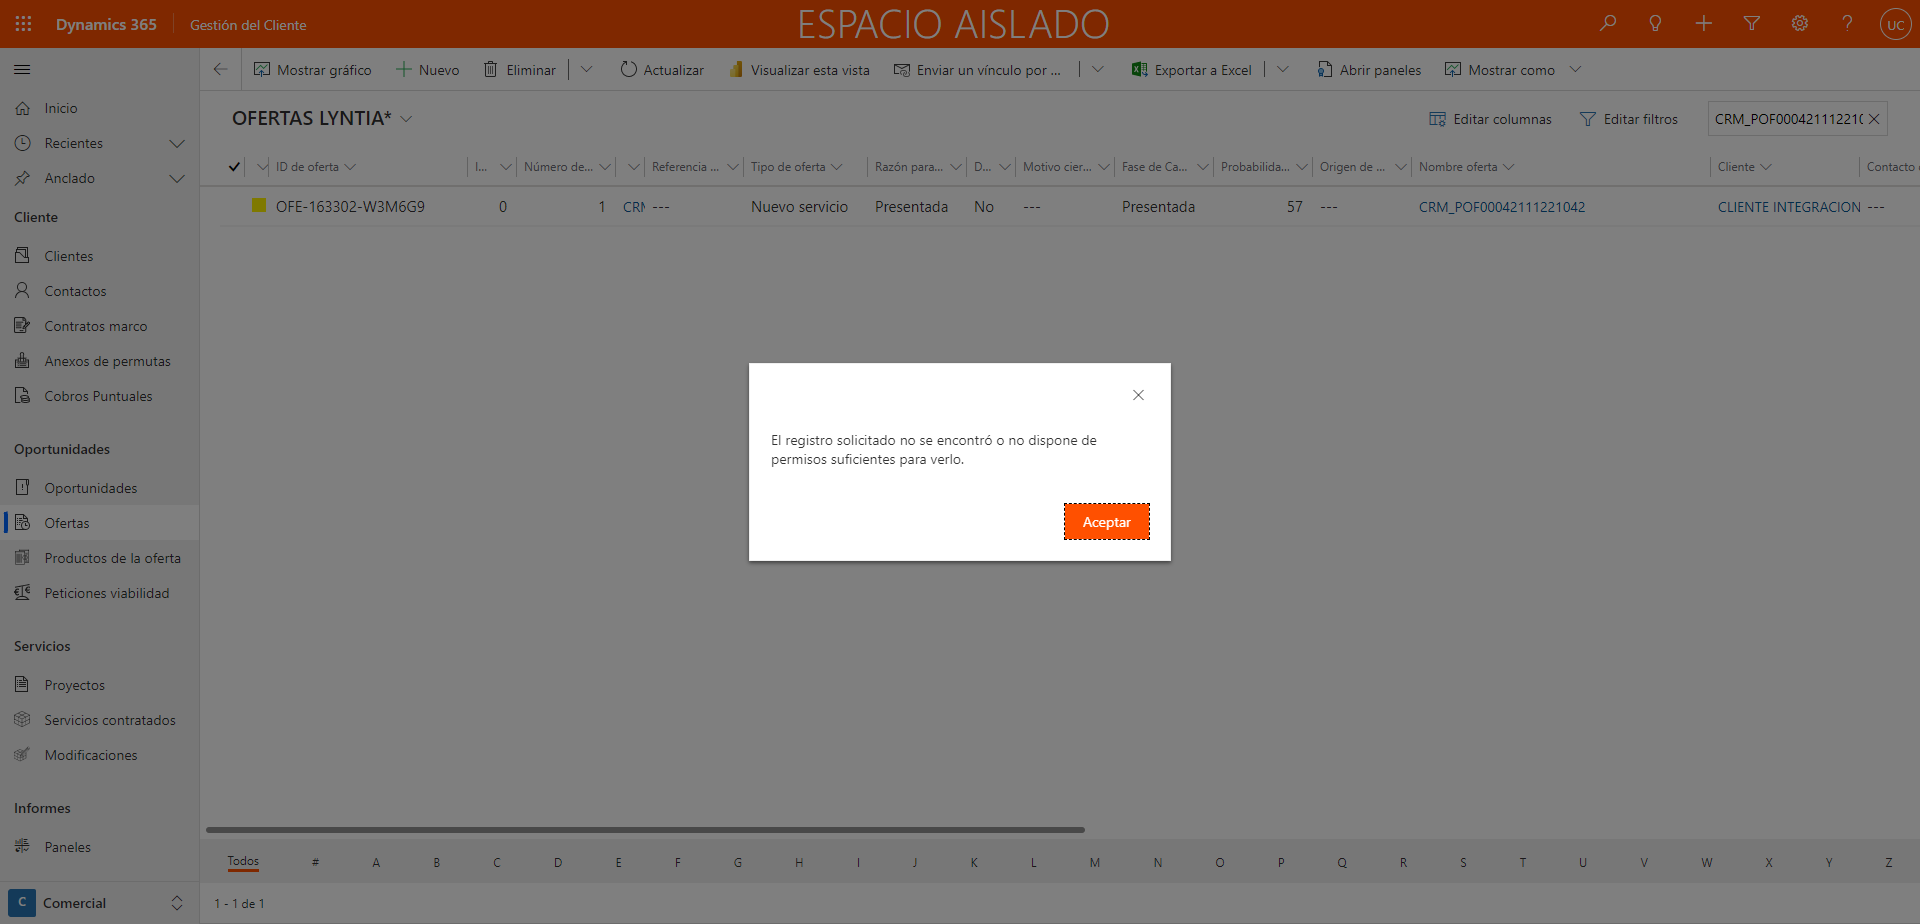 Dynamics 365
Gestión del Cliente
ESPACIO AISLADO
UC
Mostrar gráfico
Nuevo
Eliminar
Actualizar
Visualizar esta vista
Enviar un vínculo por ...
Exportar a Excel
Abrir paneles
Mostrar como
Inicio
Recientes
Anclado
Cliente
Clientes
Contactos
Contratos marco
Anexos de permutas
Cobros Puntuales
Oportunidades
Oportunidades
Ofertas
Productos de la oferta
Peticiones viabilidad
Servicios
Proyectos
Servicios contratados
Modificaciones
Informes
Paneles
C Comercial
OFERTAS LYNTIA*
Editar columnas
Editar filtros
CRM_POF00042111221(
ID de oferta I... Número de... Referencia ... Tipo de oferta Razón para... D... Motivo cier... Fase de Ca... Probabilida... Origen de ... Nombre oferta Cliente Contacto
OFE-163302-W3M6G9 0 1 CRM --- Nuevo servicio Presentada No --- Presentada 57 --- CRM_POF00042111221042 CLIENTE INTEGRACION ---
El registro solicitado no se encontró o no dispone de
permisos suficientes para verlo.
Aceptar
Todos # A B C D E F G H I J K L M N O P Q R S T U V W X Y Z
1 - 1 de 1